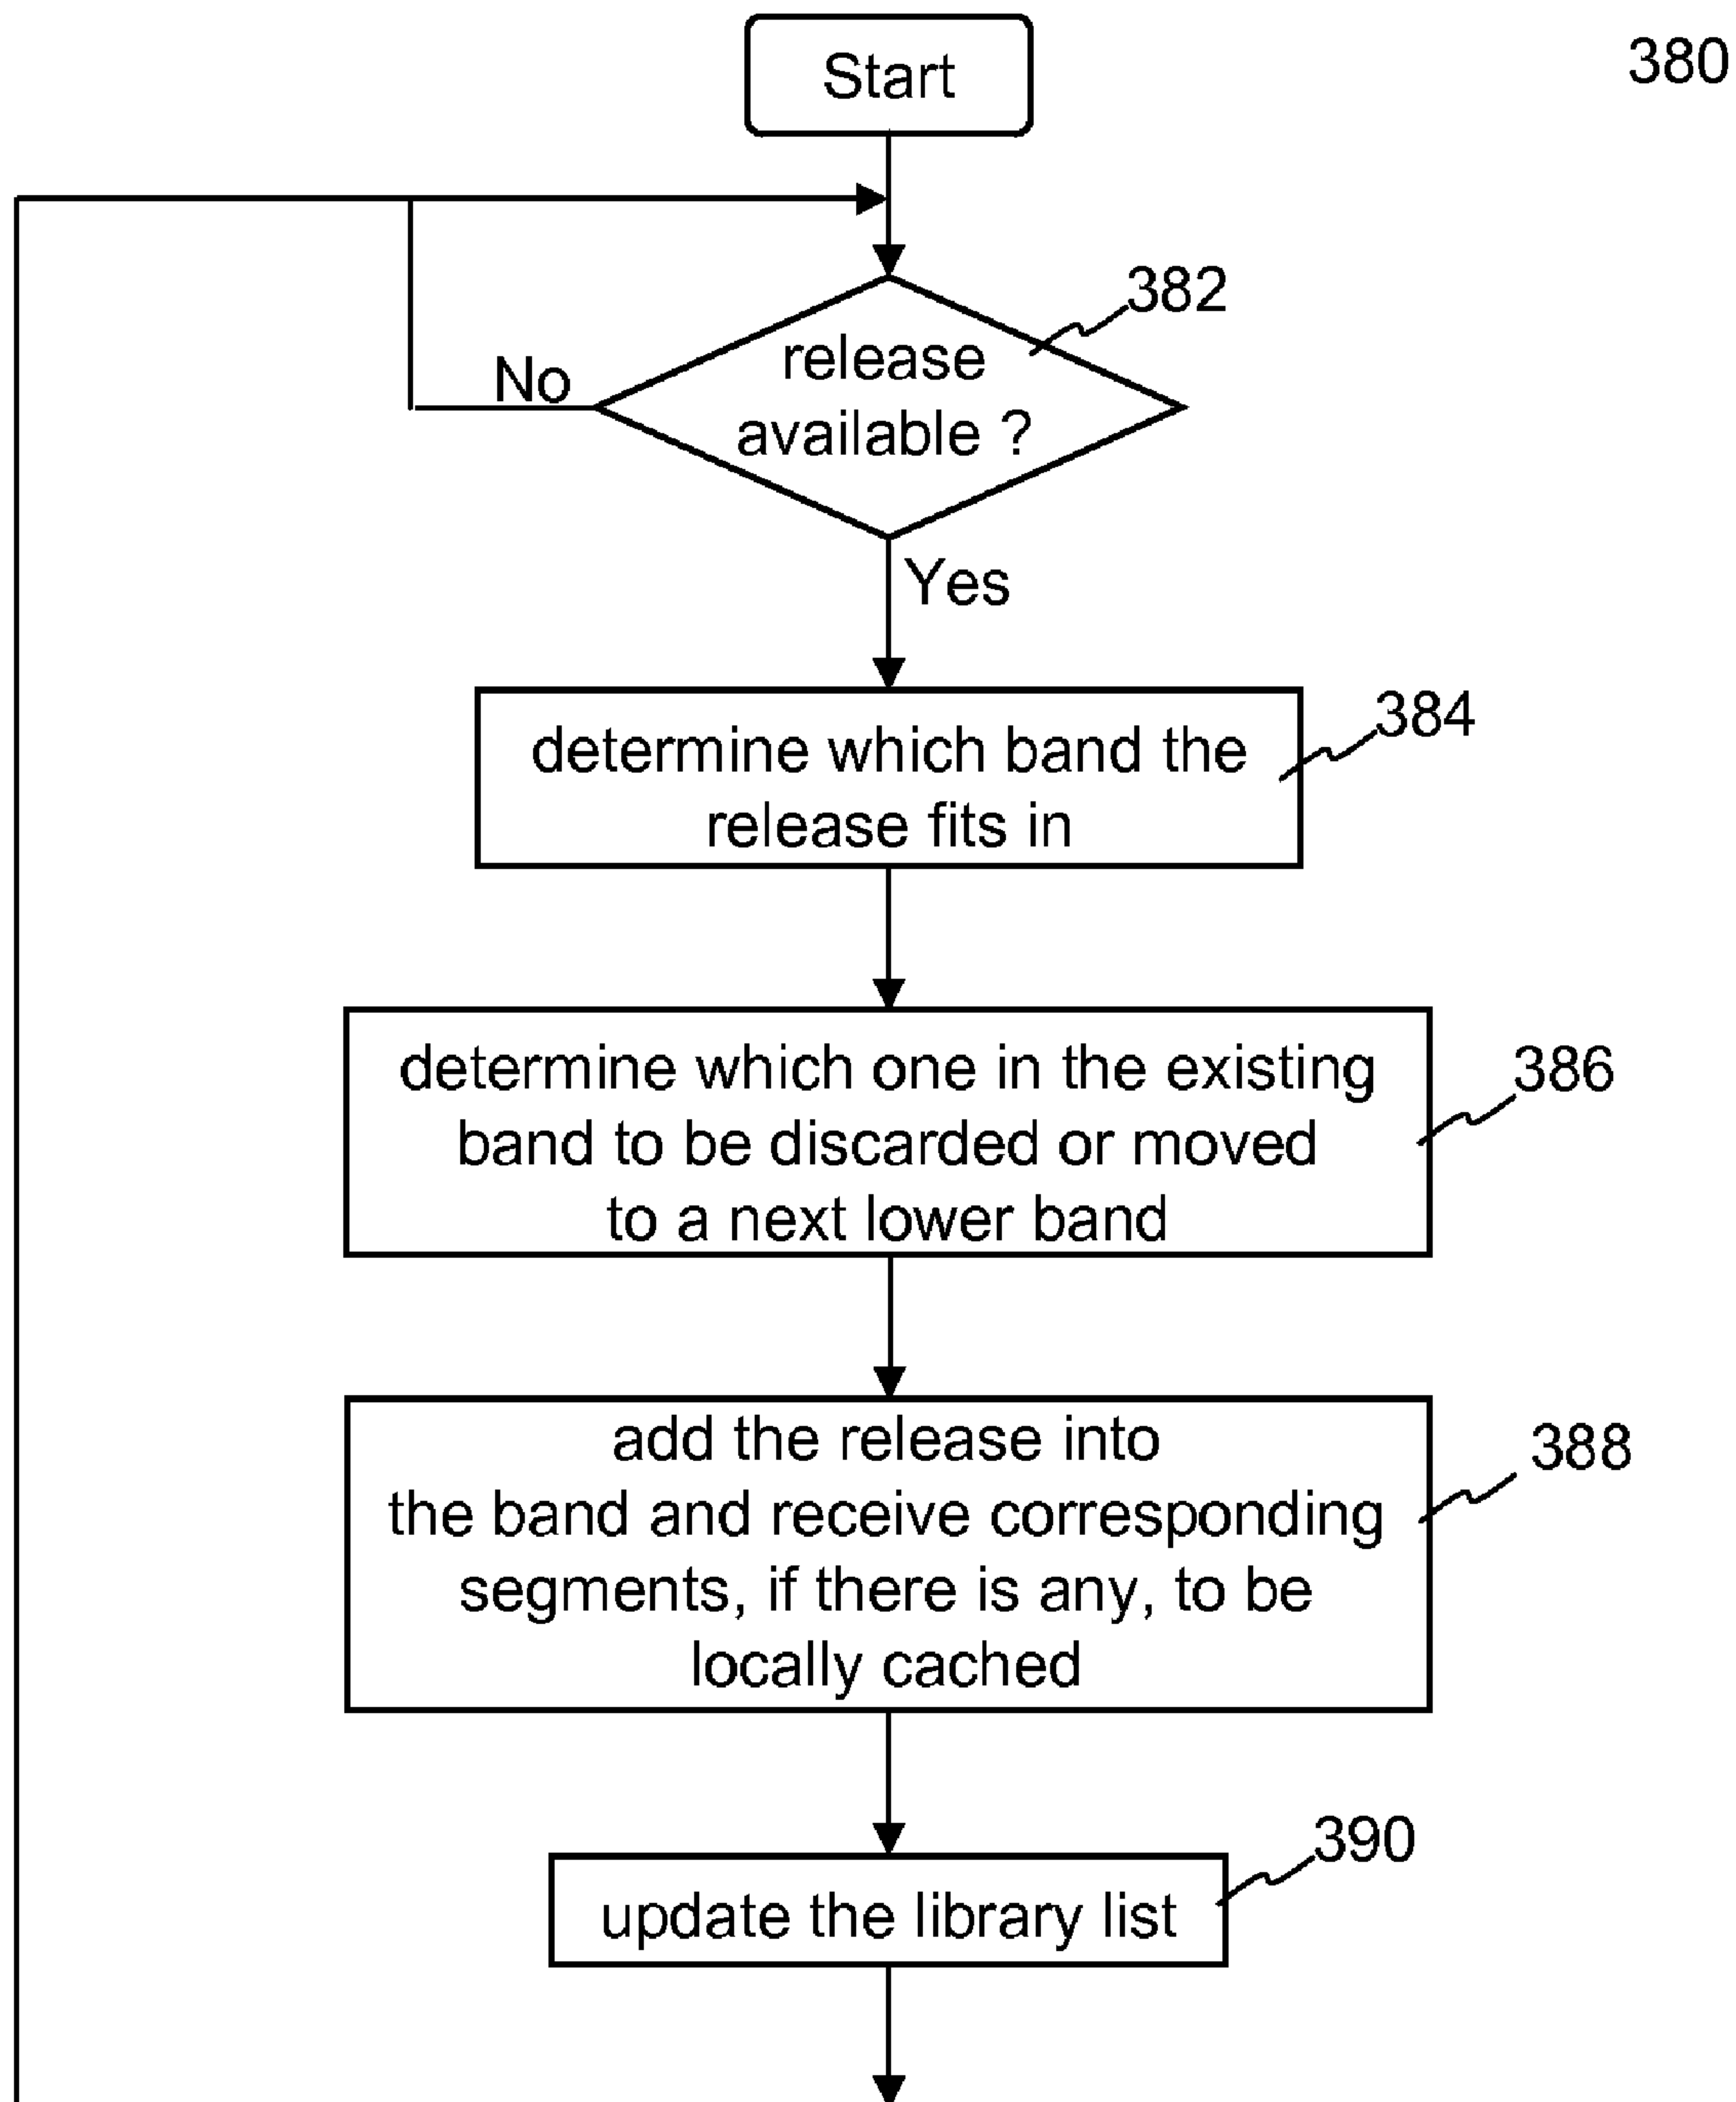 380
Start
382
release
available ?
No
Yes
384
determine which band the
release fits in
386
determine which one in the existing
band to be discarded or moved
to a next lower band
388
add the release into
the band and receive corresponding
segments, if there is any, to be
locally cached
390
update the library list